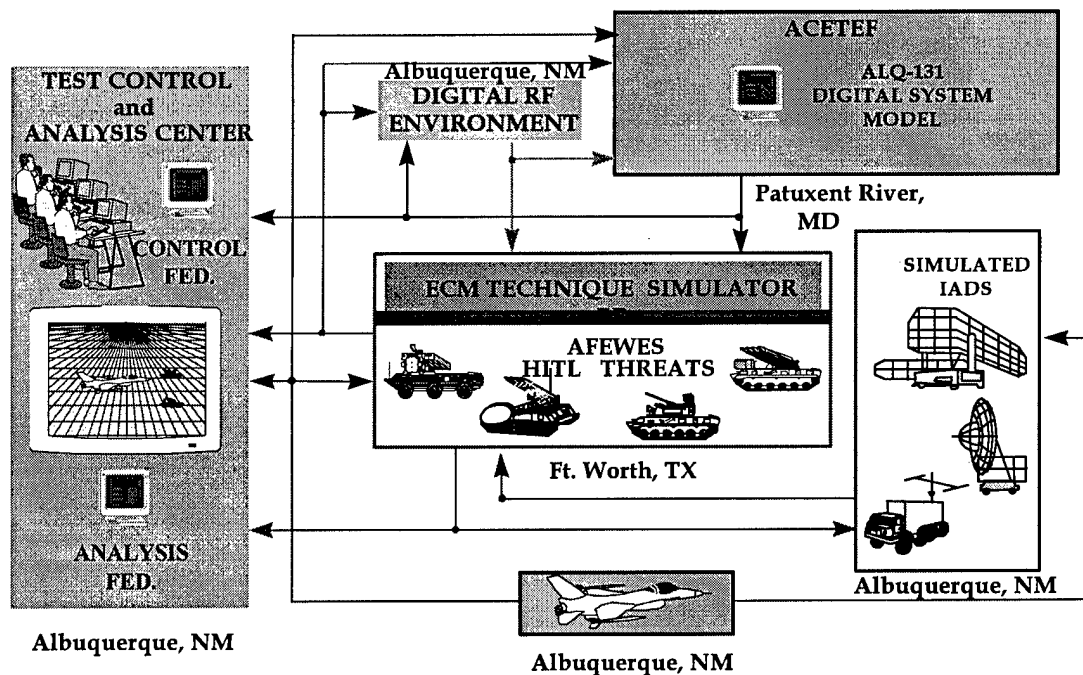 TEST CONTROL
and
ANALYSIS CENTER
CONTROL
FED.
ANALYSIS
FED.
Albuquerque, NM
Albuquerque, NM
DIGITAL RF
ENVIRONMENT
ACETEF
ALQ-131
DIGITAL SYSTEM
MODEL
Patuxent River,
MD
ECM TECHNIQUE SIMULATOR
AFEWES
HITL THREATS
Ft. Worth, TX
SIMULATED
IADS
Albuquerque, NM
Albuquerque, NM